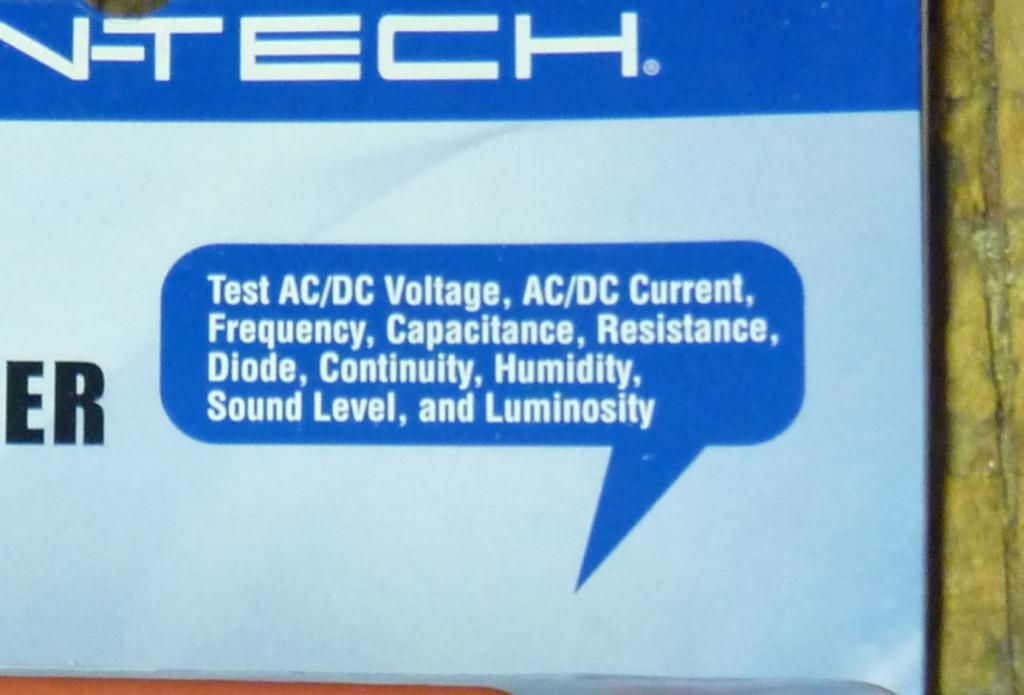 N-TECH®
ER
Test AC/DC Voltage, AC/DC Current,
Frequency, Capacitance, Resistance,
Diode, Continuity, Humidity,
Sound Level, and Luminosity